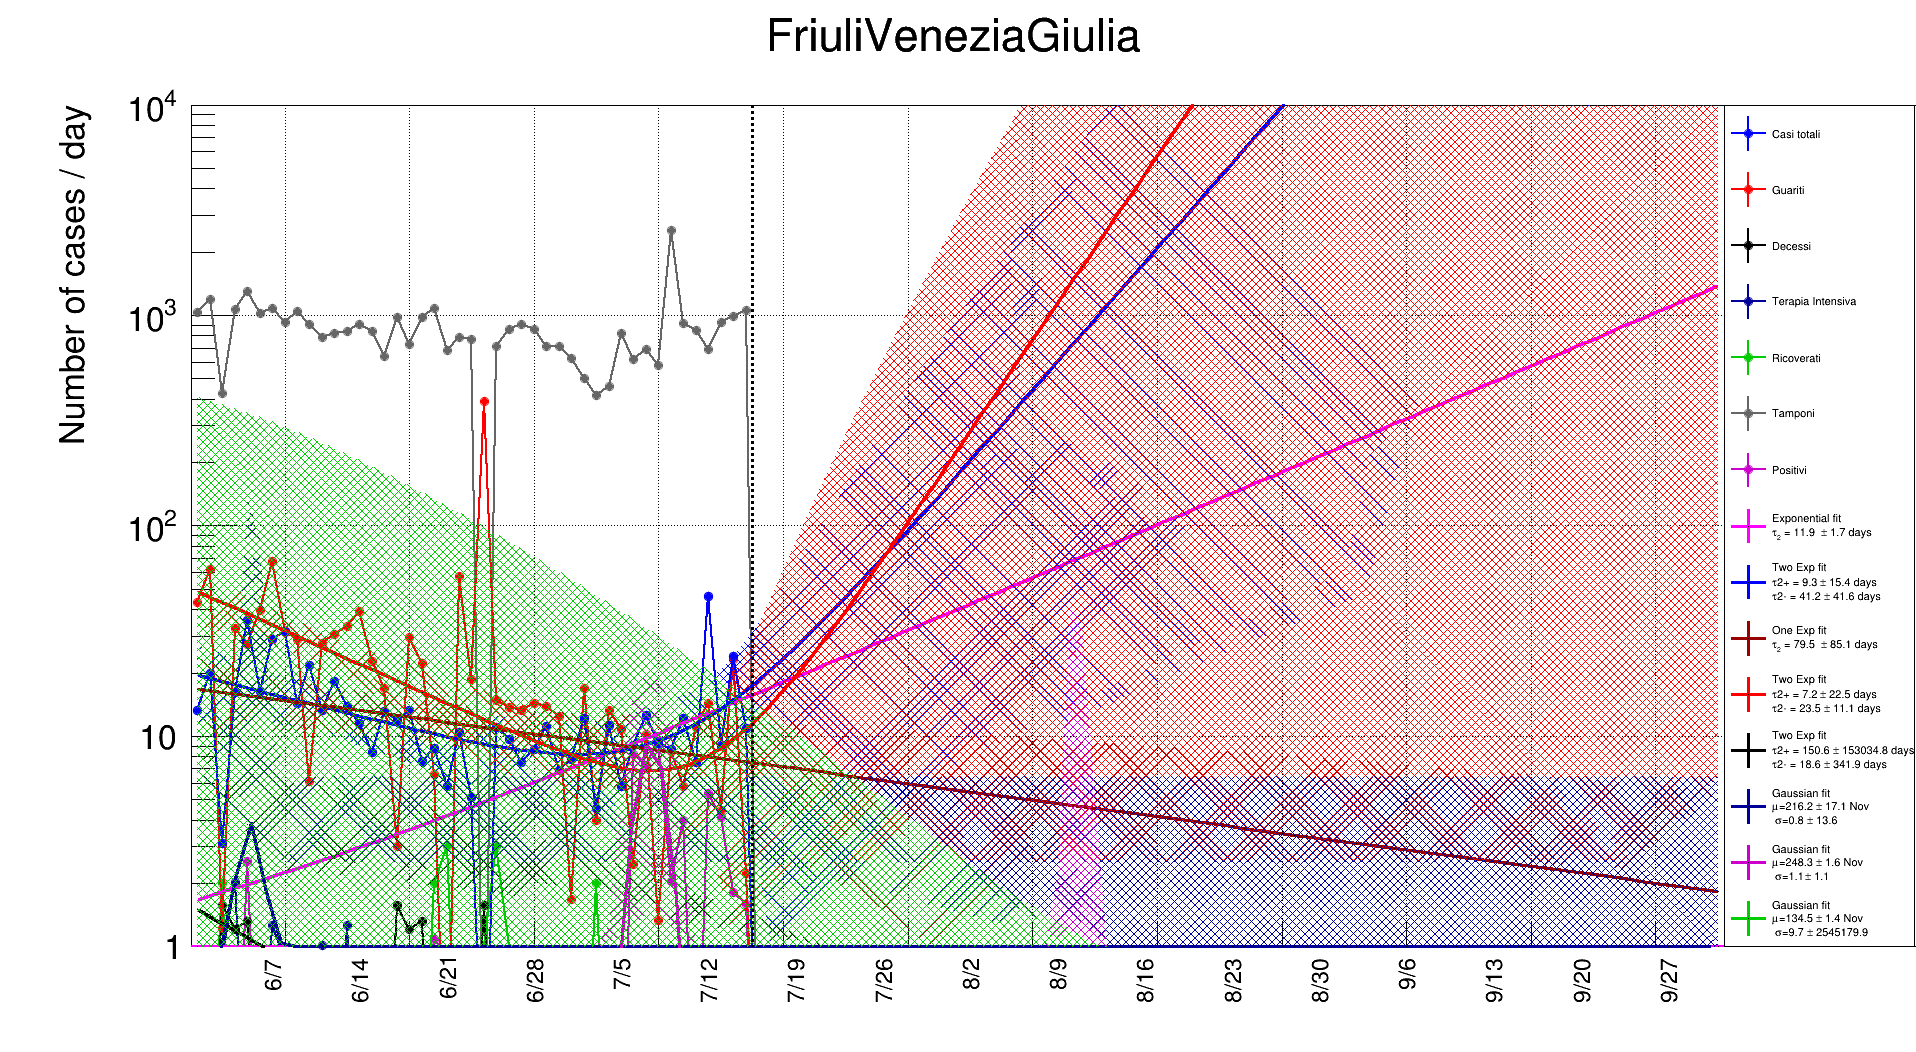 FriuliVeneziaGiulia
Number of cases / day
10^4
10^3
10^2
10
1
6/7
6/14
6/21
6/28
7/5
7/12
7/19
7/26
8/2
8/9
8/16
8/23
8/30
9/6
9/13
9/20
9/27
Casi totali
Guariti
Decessi
Terapia Intensiva
Ricoverati
Tamponi
Positivi
Exponential fit
τ₂ = 11.9 ± 1.7 days
Two Exp fit
τ2+ = 9.3 ± 15.4 days
τ2- = 41.2 ± 41.6 days
One Exp fit
τ₂ = 79.5 ± 85.1 days
Two Exp fit
τ2+ = 7.2 ± 22.5 days
τ2- = 23.5 ± 11.1 days
Two Exp fit
τ2+ = 150.6 ± 153034.8 days
τ2- = 18.6 ± 341.9 days
Gaussian fit
μ=216.2 ± 17.1 Nov
σ=0.8 ± 13.6
Gaussian fit
μ=248.3 ± 1.6 Nov
σ=1.1 ± 1.1
Gaussian fit
μ=134.5 ± 1.4 Nov
σ=9.7 ± 2545179.9